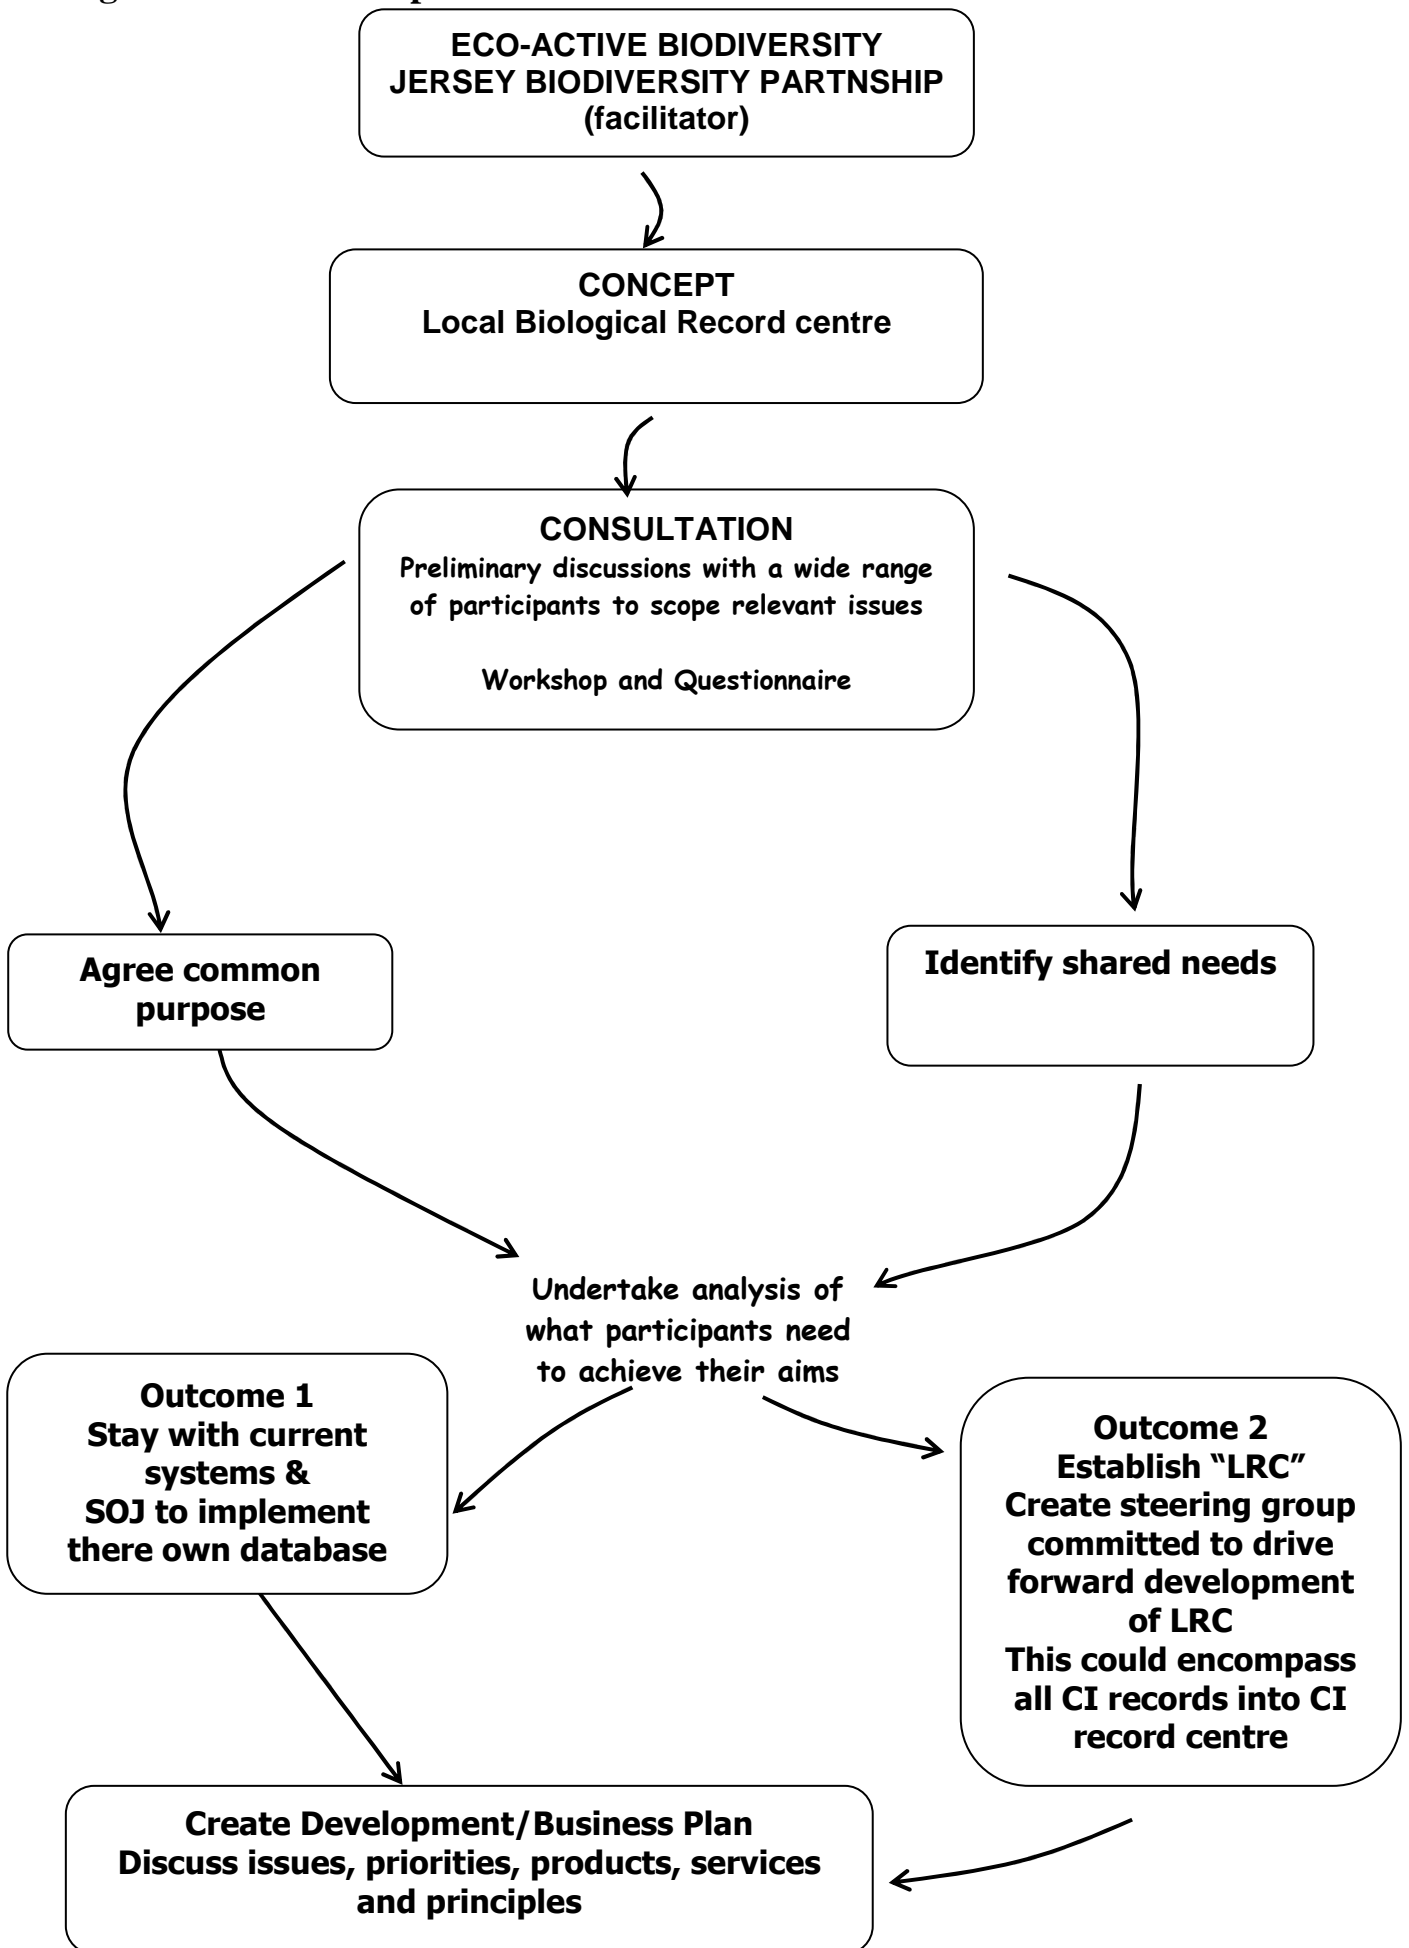 ECO-ACTIVE BIODIVERSITY
JERSEY BIODIVERSITY PARTNSHIP
(facilitator)
CONCEPT
Local Biological Record centre
CONSULTATION
Preliminary discussions with a wide range
of participants to scope relevant issues
Workshop and Questionnaire
Agree common
purpose
Identify shared needs
Undertake analysis of
what participants need
to achieve their aims
Outcome 1
Stay with current
systems &
SOJ to implement
there own database
Outcome 2
Establish “LRC”
Create steering group
committed to drive
forward development
of LRC
This could encompass
all CI records into CI
record centre
Create Development/Business Plan
Discuss issues, priorities, products, services
and principles